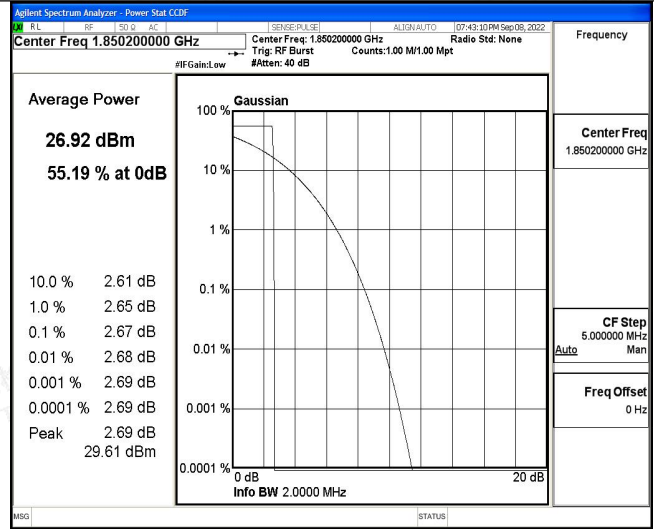 Agilent Spectrum Analyzer - Power Stat CCDF
LXI RL RF 50 Ω AC SENSE:PULSE ALIGN AUTO 07:43:10 PM Sep 08, 2022
Center Freq 1.850200000 GHz
Center Freq: 1.850200000 GHz Radio Std: None
Trig: RF Burst Counts:1.00 M/1.00 Mpt
#IFGain:Low #Atten: 40 dB
Frequency
Average Power
26.92 dBm
55.19 % at 0dB
10.0 % 2.61 dB
1.0 % 2.65 dB
0.1 % 2.67 dB
0.01 % 2.68 dB
0.001 % 2.69 dB
0.0001 % 2.69 dB
Peak 2.69 dB
29.61 dBm
Gaussian
100 %
10 %
1 %
0.1 %
0.01 %
0.001 %
0.0001 %
0 dB 20 dB
Info BW 2.0000 MHz
Center Freq
1.850200000 GHz
CF Step
5.000000 MHz
Auto Man
Freq Offset
0 Hz
MSG STATUS